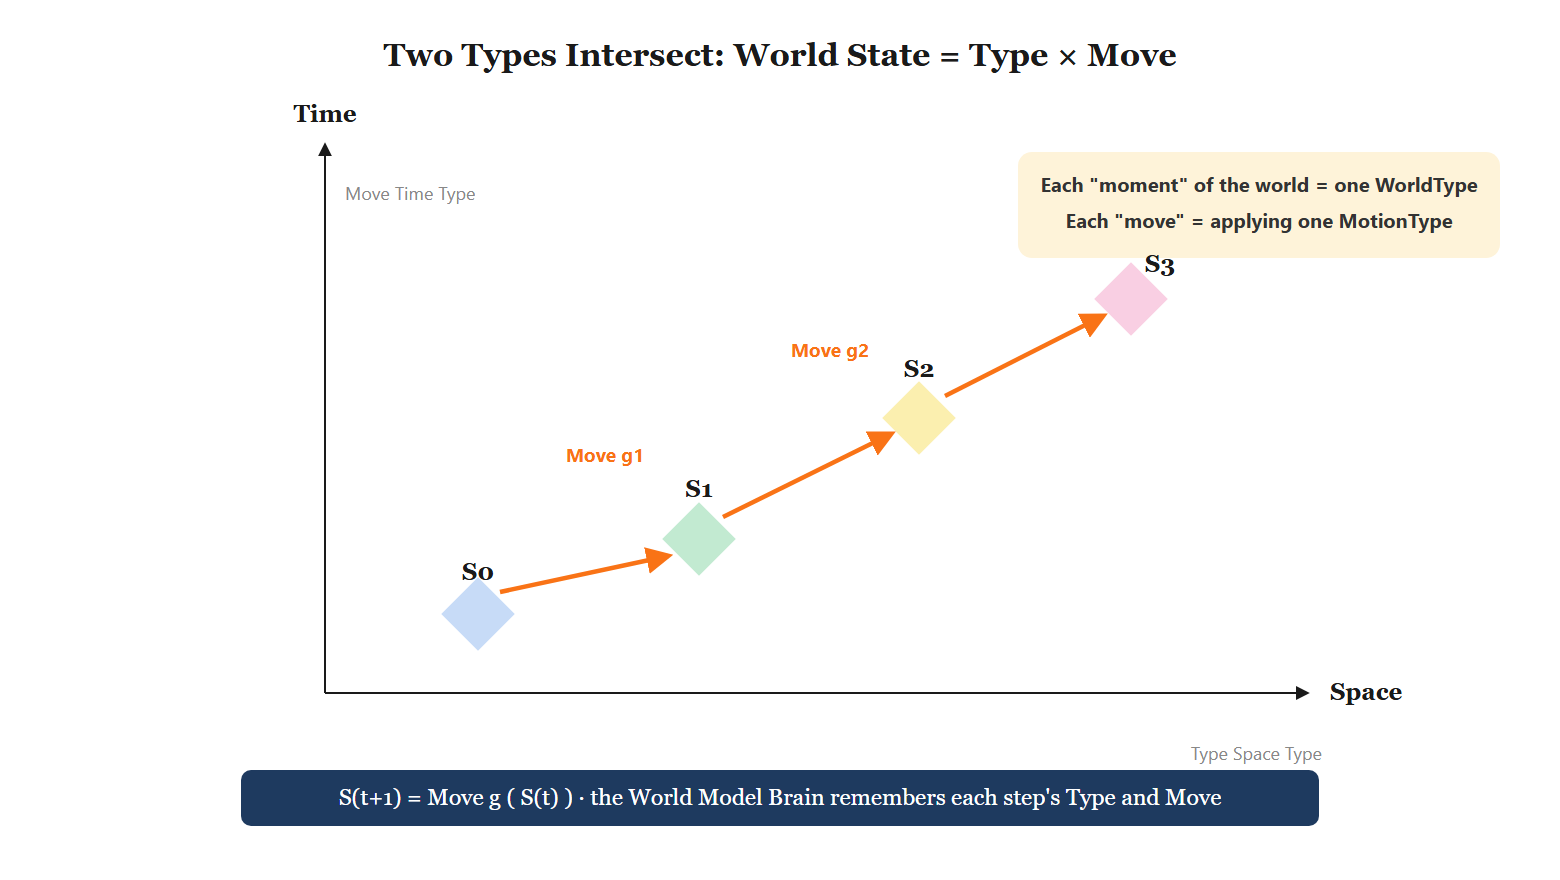 Two Types Intersect: World State = Type × Move
Time
Move Time Type
Each "moment" of the world = one WorldType
Each "move" = applying one MotionType
S3
Move g2
S2
Move g1
S1
S0
Space
Type Space Type
S(t+1) = Move g ( S(t) ) · the World Model Brain remembers each step's Type and Move